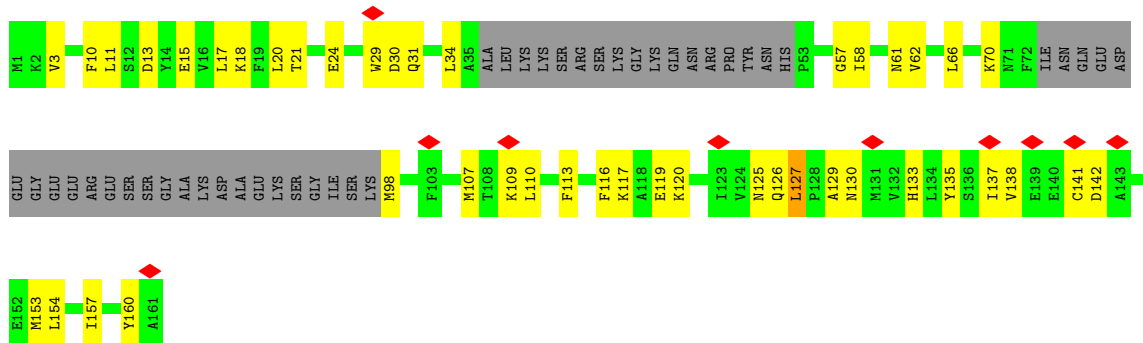 M1 K2 V3 F10 L11 S12 D13 Y14 E15 V16 L17 K18 F19 L20 T21 E24 W29 D30 Q31 L34 A35 ALA LEU LYS LYS SER ARG SER LYS GLY LYS GLN ASN ARG PRO TYR ASN HIS P53 G57 I58 N61 V62 L66 K70 N71 F72 ILE ASN GLN GLU ASP
GLU GLY GLU GLU ARG GLU SER SER GLY ALA LYS ASP ALA GLU LYS SER GLY ILE SER LYS M98 F103 M107 T108 K109 L110 F113 F116 K117 A118 E119 K120 I123 V124 N125 Q126 L127 P128 A129 N130 M131 V132 H133 L134 Y135 S136 I137 V138 E139 E140 C141 D142 A143
E152 M153 L154 I157 Y160 A161